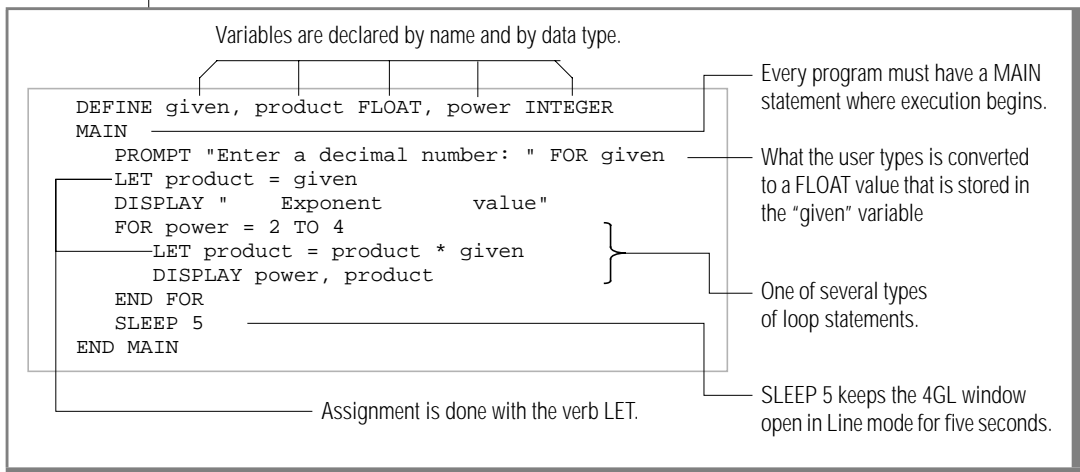 Variables are declared by name and by data type.
DEFINE given, product FLOAT, power INTEGER
MAIN
PROMPT "Enter a decimal number: " FOR given
LET product = given
DISPLAY "    Exponent        value"
FOR power = 2 TO 4
LET product = product * given
DISPLAY power, product
END FOR
SLEEP 5
END MAIN
Every program must have a MAIN
statement where execution begins.
What the user types is converted
to a FLOAT value that is stored in
the “given” variable
One of several types
of loop statements.
SLEEP 5 keeps the 4GL window
open in Line mode for five seconds.
Assignment is done with the verb LET.